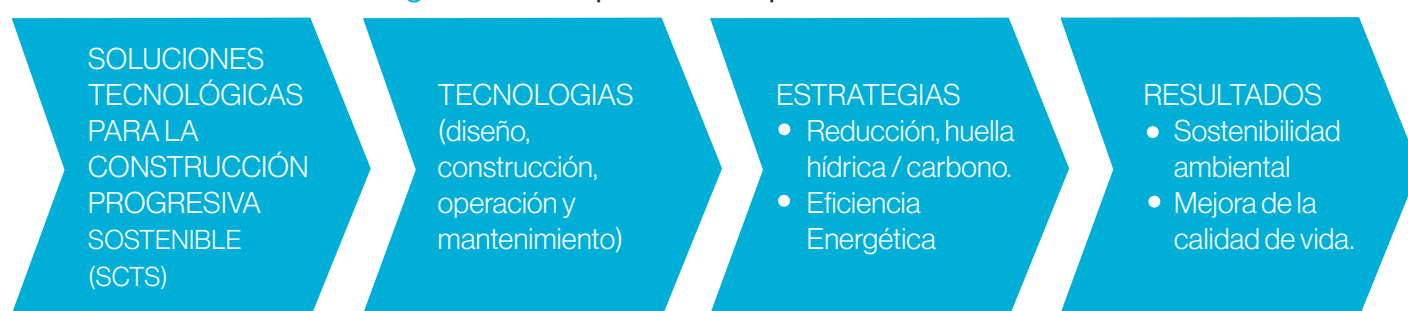 SOLUCIONES
TECNOLÓGICAS
PARA LA
CONSTRUCCIÓN
PROGRESIVA
SOSTENIBLE
(SCTS)
TECNOLOGIAS
(diseño,
construcción,
operación y
mantenimiento)
ESTRATEGIAS
• Reducción, huella
hídrica / carbono.
• Eficiencia
Energética
RESULTADOS
• Sostenibilidad
ambiental
• Mejora de la
calidad de vida.